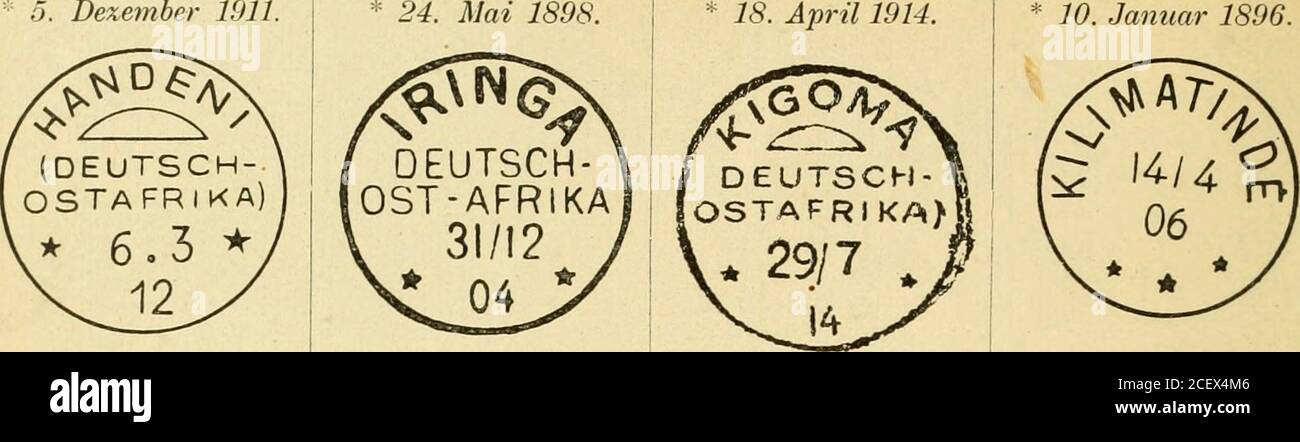 * 5. Dezember 1911.
HANDENI
(DEUTSCH-
OSTAFRIKA)
* 6.3 *
12
* 24. Mai 1898.
IRINGA
DEUTSCH-
OST-AFRIKA
31/12
* 04 *
* 18. April 1914.
KIGOMA
DEUTSCH-
OSTAFRIKA)
29/7
* *
14
* 10. Januar 1896.
KILIMATINDE
14/4
06
* * *
a
alamy
Image ID: 2CEX4M6
www.alamy.com